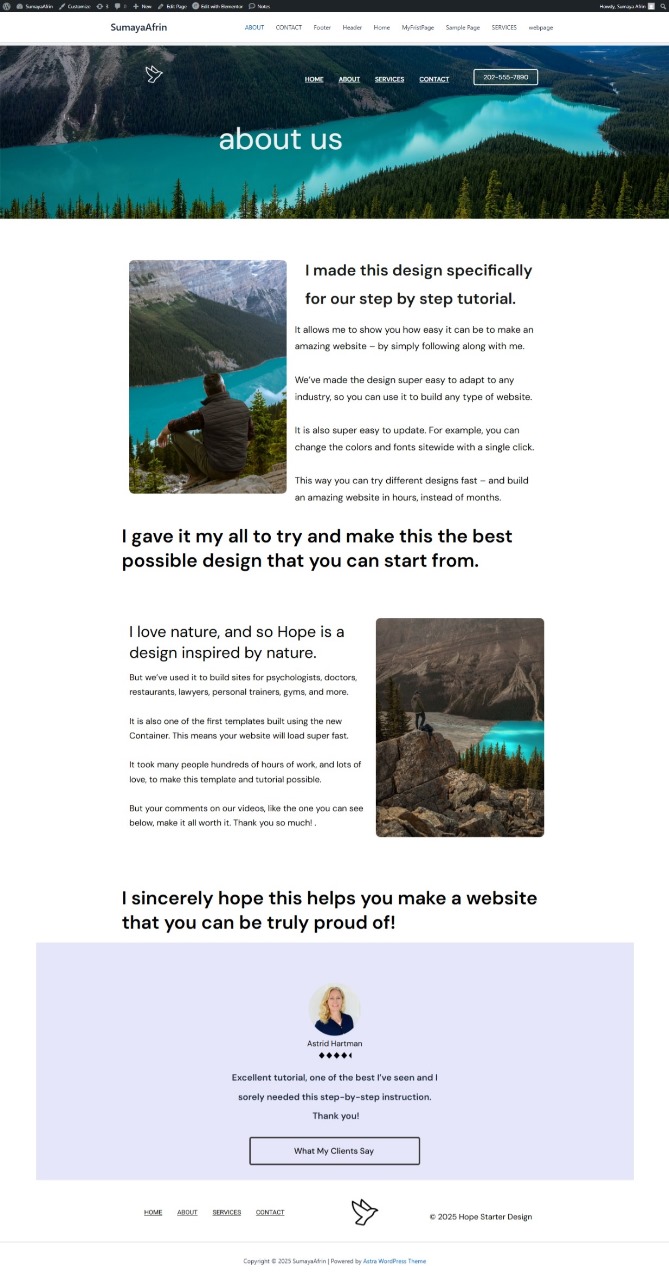 SumayaAfrin Customize 3 0 New Edit Page Edit with Elementor Notes Howdy, Sumaya Afrin
SumayaAfrin ABOUT CONTACT Footer Header Home MyFristPage Sample Page SERVICES webpage
HOME ABOUT SERVICES CONTACT 202-555-7890
about us
I made this design specifically
for our step by step tutorial.
It allows me to show you how easy it can be to make an
amazing website – by simply following along with me.
We've made the design super easy to adapt to any
industry, so you can use it to build any type of website.
It is also super easy to update. For example, you can
change the colors and fonts sitewide with a single click.
This way you can try different designs fast – and build
an amazing website in hours, instead of months.
I gave it my all to try and make this the best
possible design that you can start from.
I love nature, and so Hope is a
design inspired by nature.
But we've used it to build sites for psychologists, doctors,
restaurants, lawyers, personal trainers, gyms, and more.
It is also one of the first templates built using the new
Container. This means your website will load super fast.
It took many people hundreds of hours of work, and lots of
love, to make this template and tutorial possible.
But your comments on our videos, like the one you can see
below, make it all worth it. Thank you so much! .
I sincerely hope this helps you make a website
that you can be truly proud of!
Astrid Hartman
Excellent tutorial, one of the best I've seen and I
sorely needed this step-by-step instruction.
Thank you!
What My Clients Say
HOME ABOUT SERVICES CONTACT © 2025 Hope Starter Design
Copyright © 2025 SumayaAfrin | Powered by Astra WordPress Theme